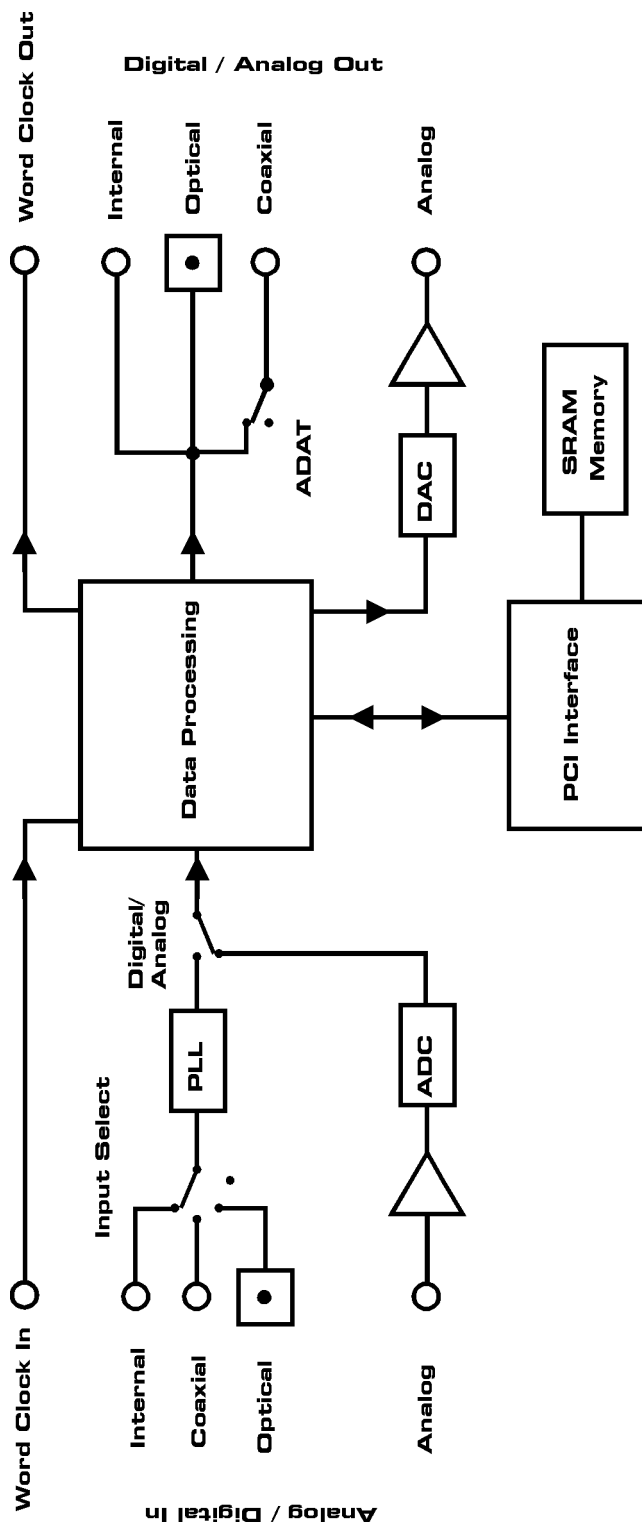 Word Clock In
Word Clock Out
Analog / Digital In
Internal
Coaxial
Optical
Analog
Input Select
PLL
Digital/
Analog
ADC
Data Processing
PCI Interface
SRAM
Memory
DAC
ADAT
Internal
Optical
Coaxial
Analog
Digital / Analog Out